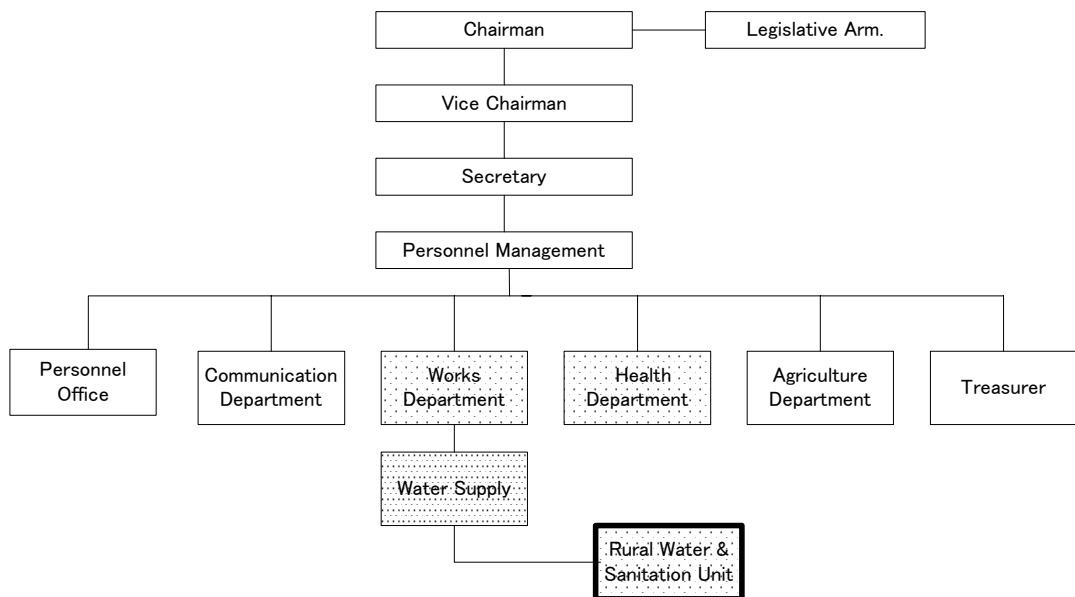 Chairman
Legislative Arm.
Vice Chairman
Secretary
Personnel Management
Personnel
Office
Communication
Department
Works
Department
Health
Department
Agriculture
Department
Treasurer
Water Supply
Rural Water &
Sanitation Unit